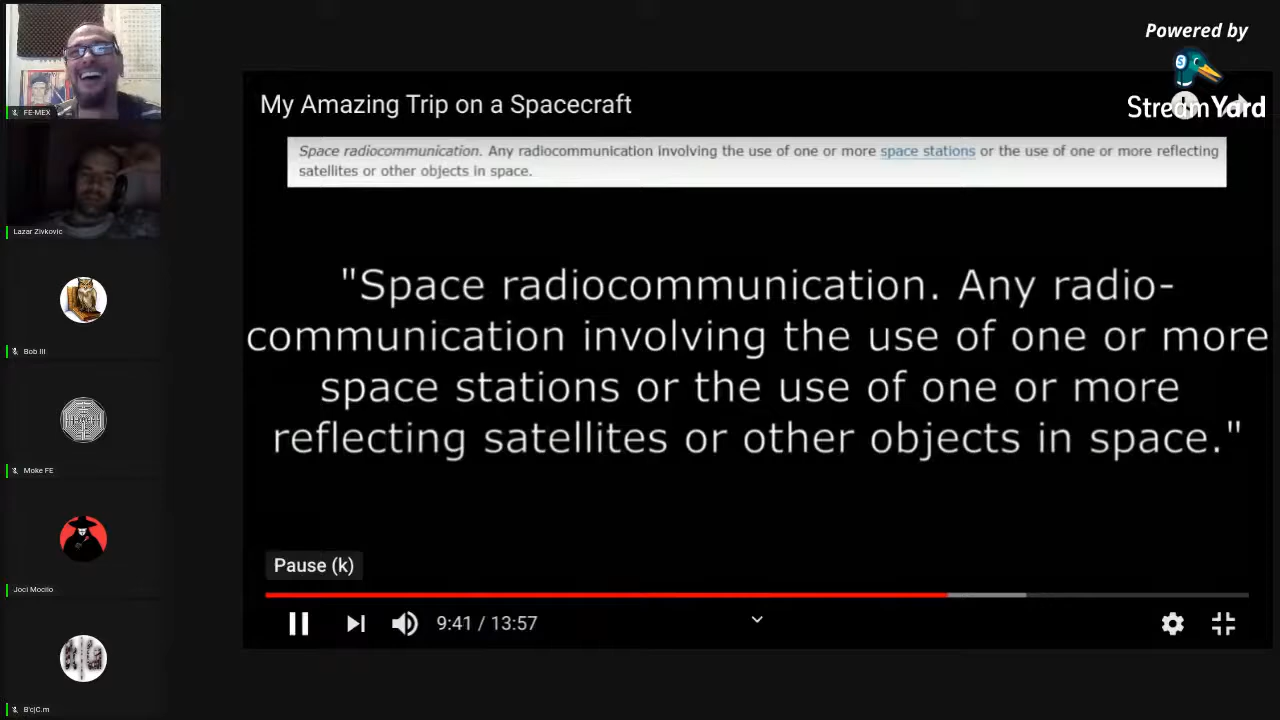 Powered by
StreamYard
FE-MEX
Lazar Zivkovic
Bob III
Moke FE
Joci Mocilo
B'c|C.m
My Amazing Trip on a Spacecraft
Space radiocommunication. Any radiocommunication involving the use of one or more space stations or the use of one or more reflecting
satellites or other objects in space.
"Space radiocommunication. Any radio-
communication involving the use of one or more
space stations or the use of one or more
reflecting satellites or other objects in space."
Pause (k)
9:41 / 13:57